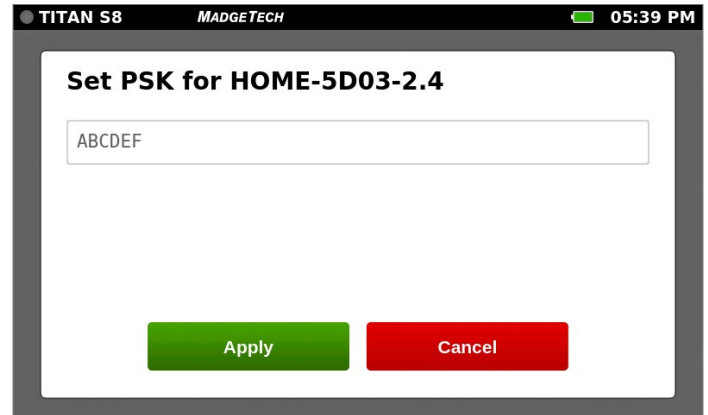 TITAN S8 MADGETECH 05:39 PM
Set PSK for HOME-5D03-2.4
ABCDEF
Apply Cancel